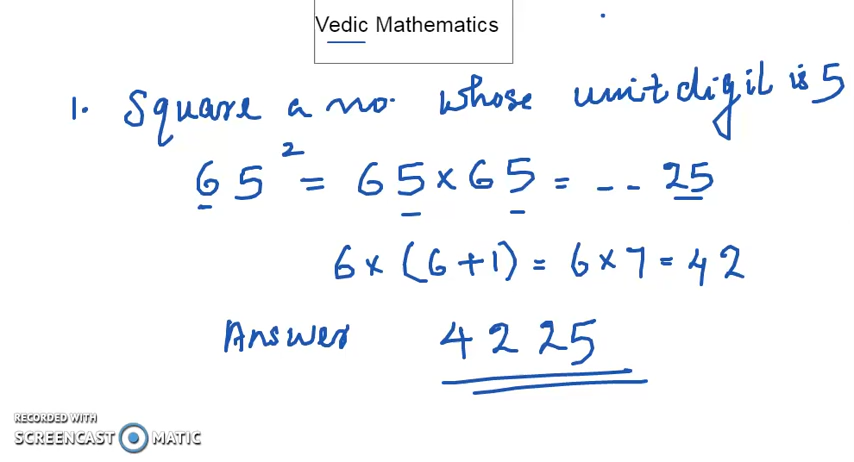 Vedic Mathematics
1. Square a no. whose unit digit is 5
65² = 65 × 65 = -- 25
6 × (6 + 1) = 6 × 7 = 42
Answer 4225
RECORDED WITH
SCREENCAST MATIC